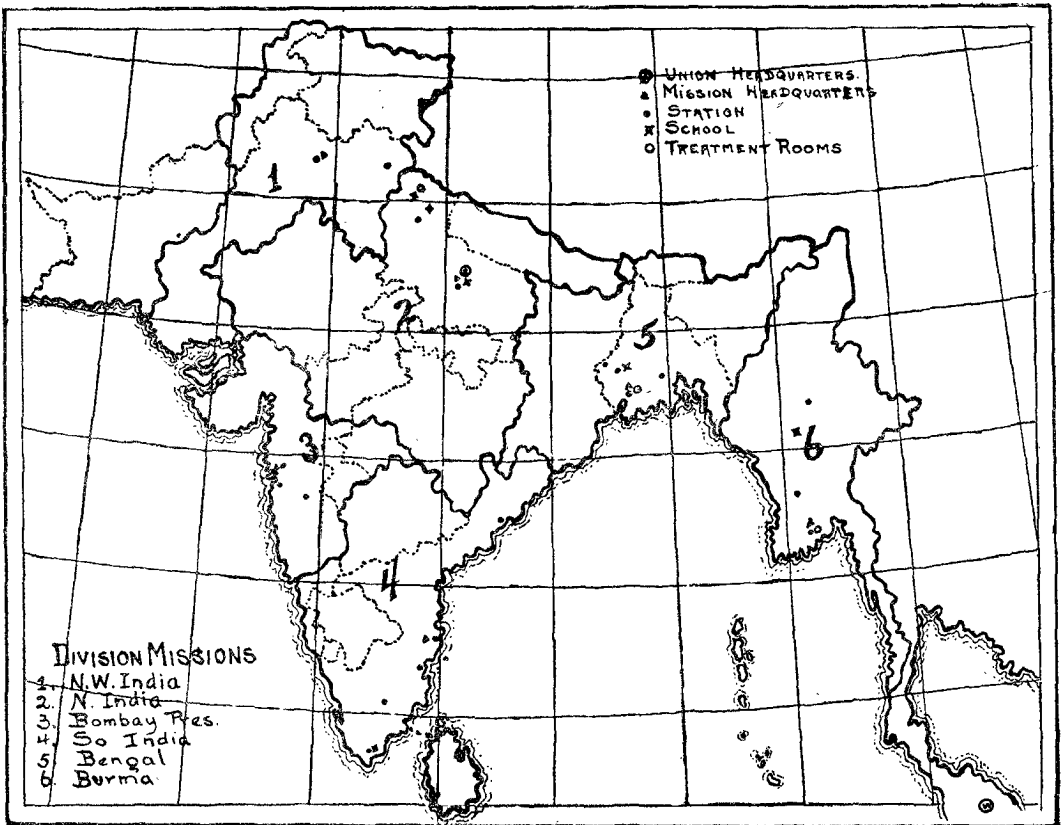 UNION HEADQUARTERS.
MISSION HEADQUARTERS
STATION
SCHOOL
TREATMENT ROOMS
1
2
3
4
5
6
DIVISION MISSIONS
1. N.W. India
2. N. India
3. Bombay Pres.
4. So India
5. Bengal
6. Burma
W